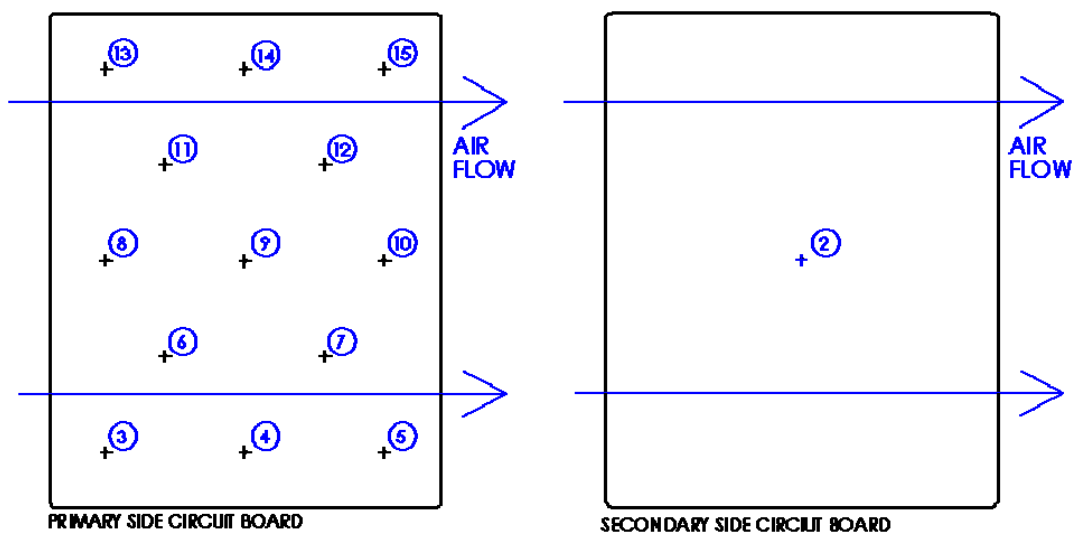 13 14 15
AIR
FLOW
11 12
8 9 10
6 7
3 4 5
PRIMARY SIDE CIRCUIT BOARD
AIR
FLOW
2
SECONDARY SIDE CIRCIUT BOARD